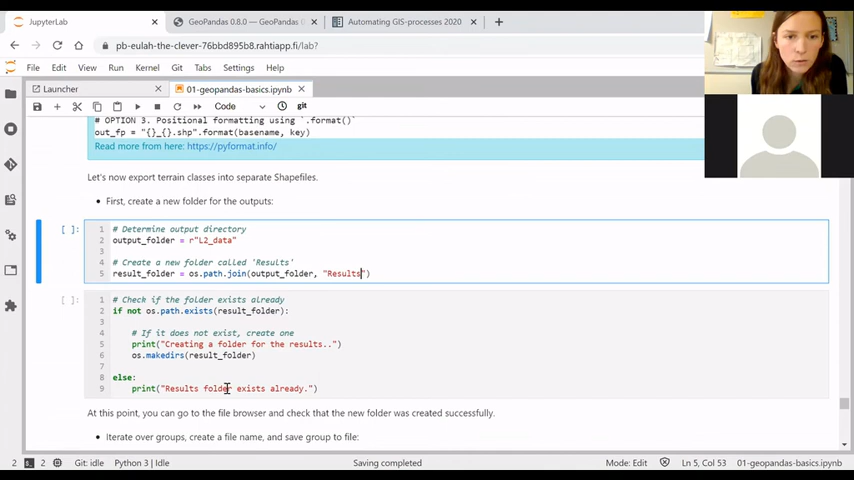 JupyterLab
GeoPandas 0.8.0 — GeoPandas 0
Automating GIS-processes 2020
pb-eulah-the-clever-76bbd895b8.rahtiapp.fi/lab?
File Edit View Run Kernel Git Tabs Settings Help
Launcher
01-geopandas-basics.ipynb
Code
git
# OPTION 3. Positional formatting using `.format()`
out_fp = "{}_{}.shp".format(basename, key)
Read more from here: https://pyformat.info/
Let's now export terrain classes into separate Shapefiles.
• First, create a new folder for the outputs:
[ ]:
1 # Determine output directory
2 output_folder = r"L2_data"
3
4 # Create a new folder called 'Results'
5 result_folder = os.path.join(output_folder, "Results")
[ ]:
1 # Check if the folder exists already
2 if not os.path.exists(result_folder):
3
4 # If it does not exist, create one
5 print("Creating a folder for the results..")
6 os.makedirs(result_folder)
7
8 else:
9 print("Results folder exists already.")
At this point, you can go to the file browser and check that the new folder was created successfully.
• Iterate over groups, create a file name, and save group to file:
2 2 Git: idle Python 3 | Idle Saving completed Mode: Edit Ln 5, Col 53 01-geopandas-basics.ipynb